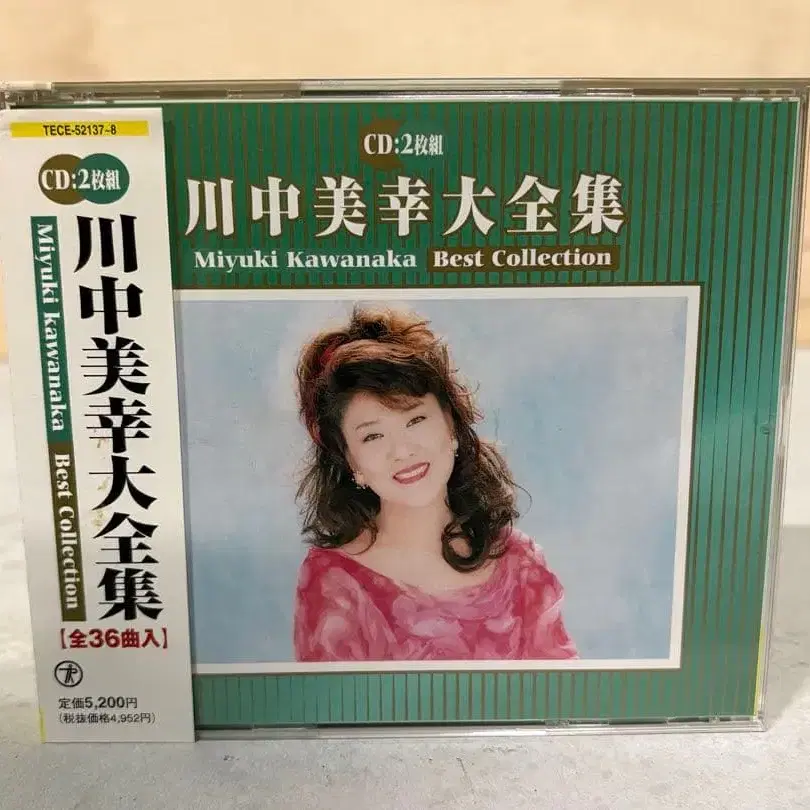 TECE-52137~8
CD:2枚組
川中美幸大全集
Miyuki kawanaka Best Collection
【全36曲入】
定価5,200円
(税抜価格4,952円)
CD:2枚組
川中美幸大全集
Miyuki Kawanaka Best Collection